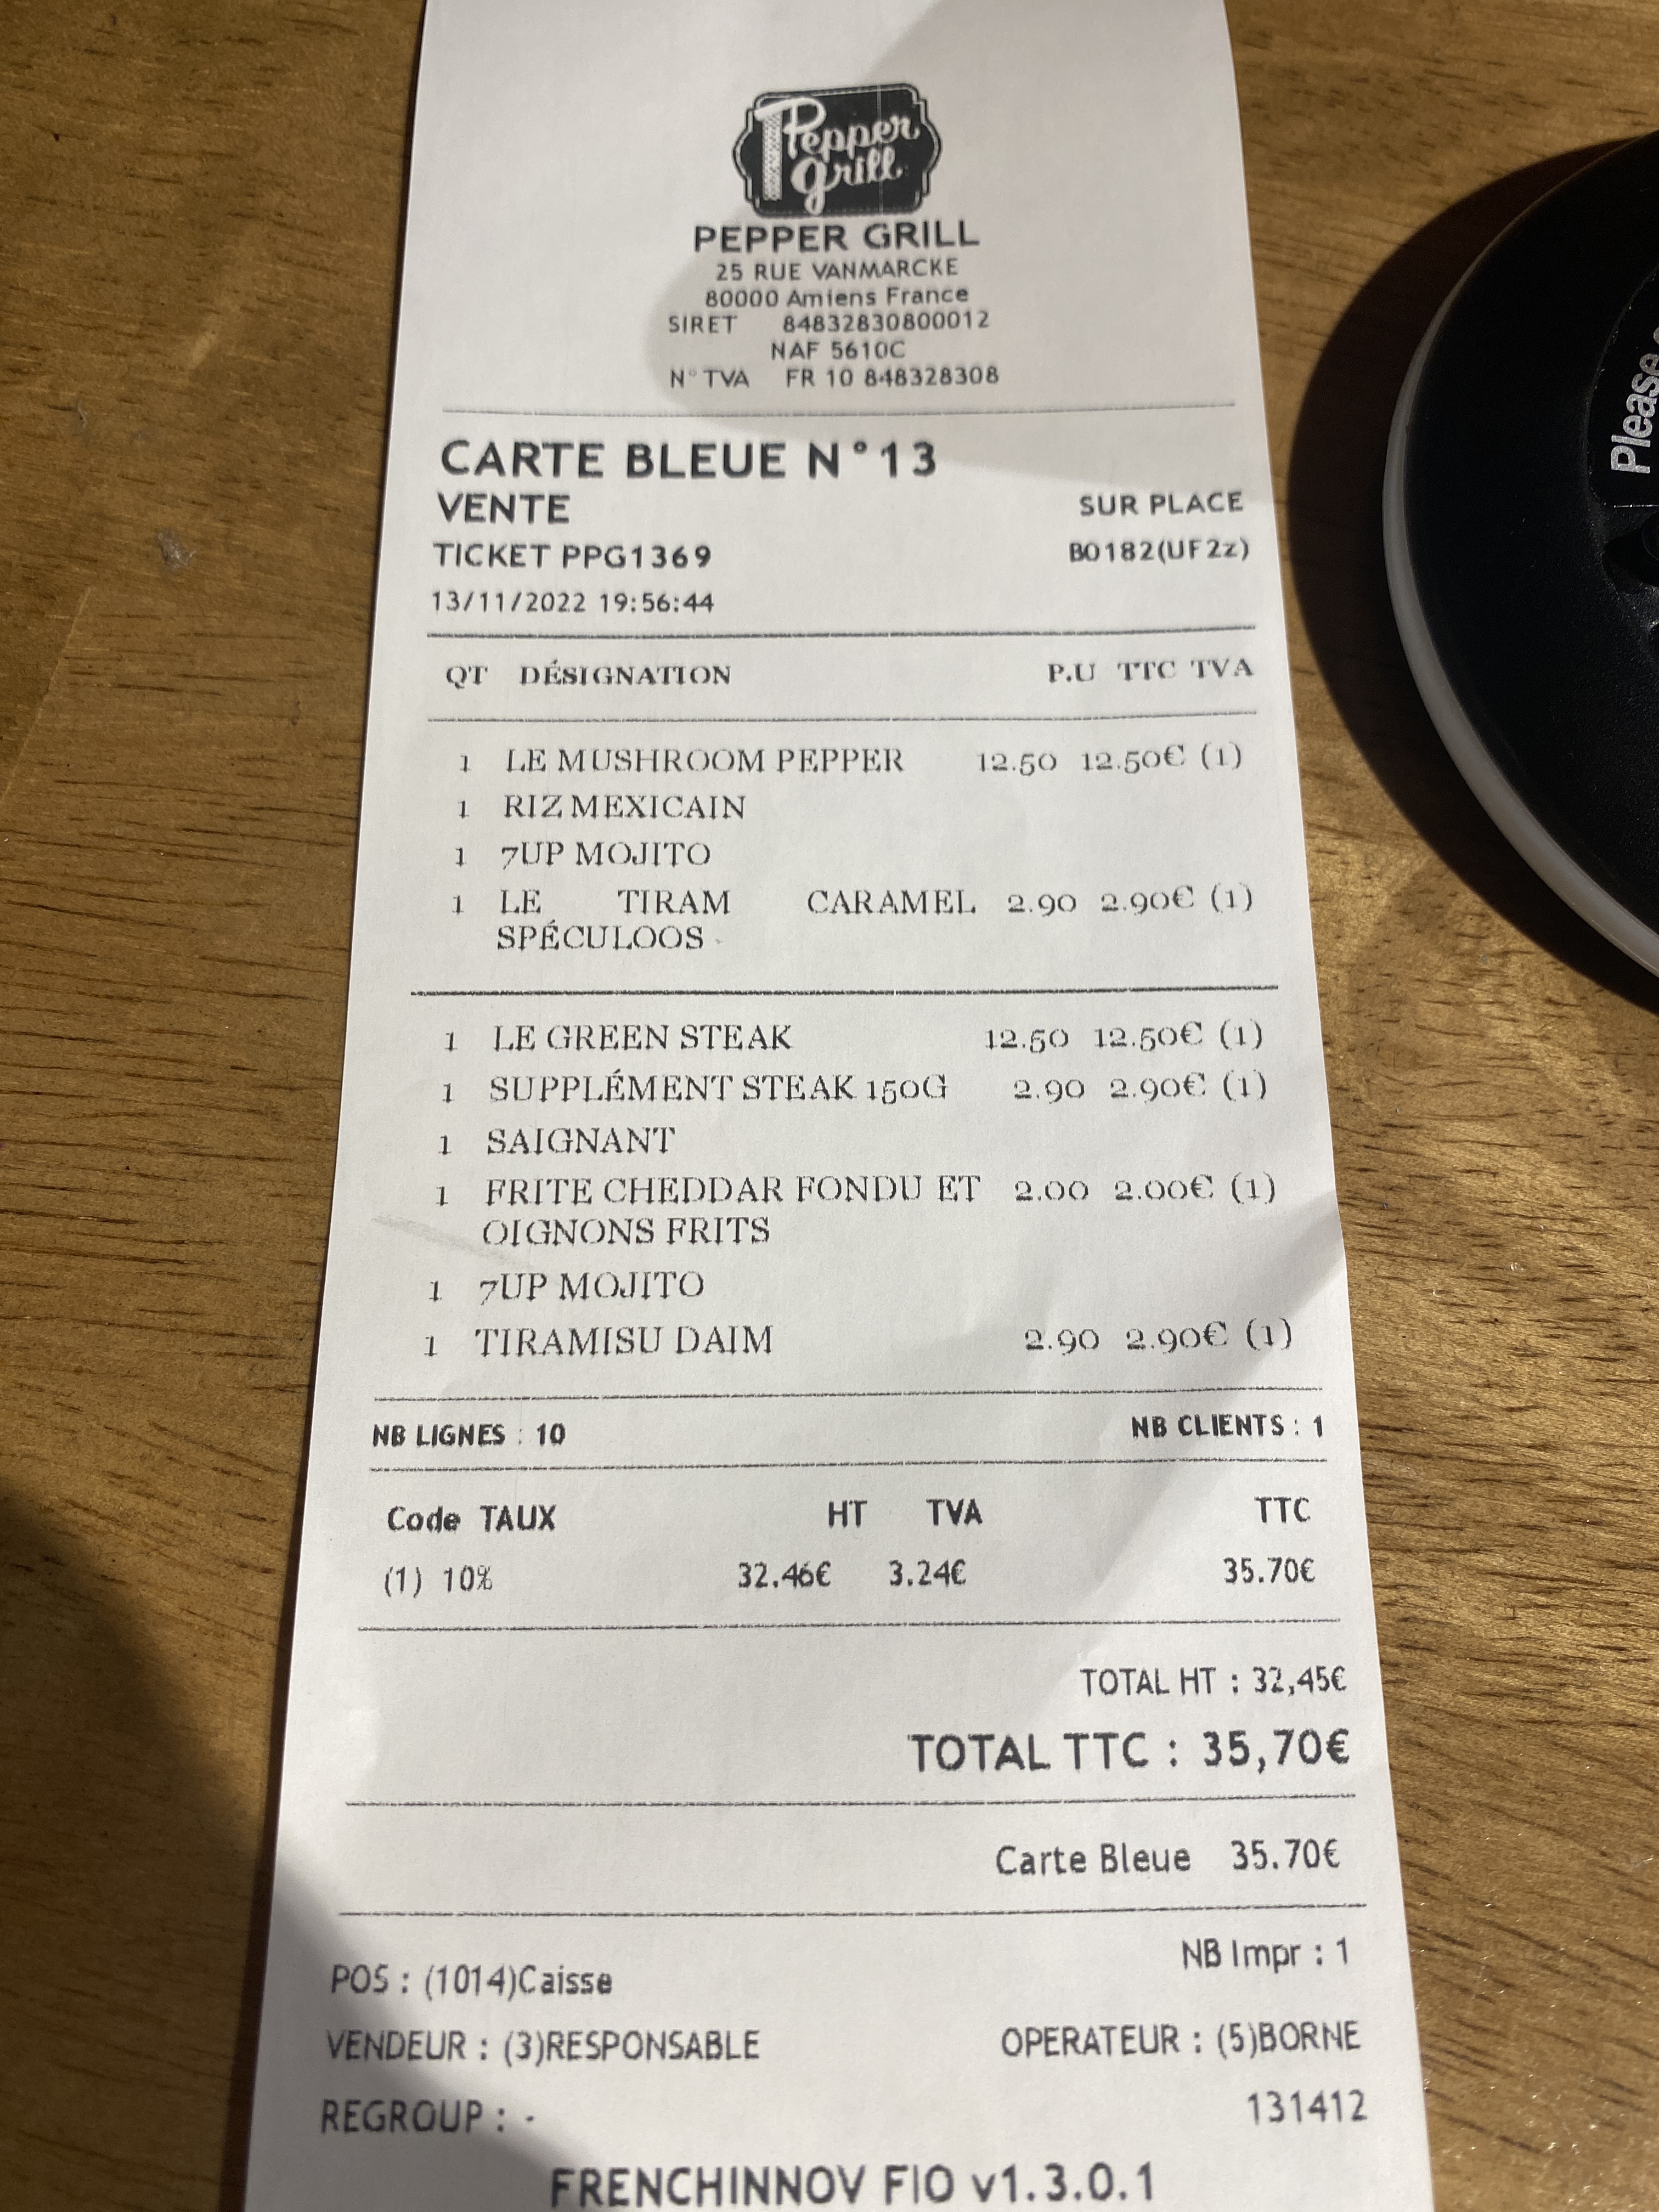 Pepper
grill
PEPPER GRILL
25 RUE VANMARCKE
80000 Amiens France
SIRET 84832830800012
NAF 5610C
N° TVA FR 10 848328308
CARTE BLEUE N°13
VENTE SUR PLACE
TICKET PPG1369 B0182(UF2z)
13/11/2022 19:56:44
QT DÉSIGNATION P.U TTC TVA
1 LE MUSHROOM PEPPER 12.50 12.50€ (1)
1 RIZ MEXICAIN
1 7UP MOJITO
1 LE TIRAM CARAMEL 2.90 2.90€ (1)
SPÉCULOOS
1 LE GREEN STEAK 12.50 12.50€ (1)
1 SUPPLÉMENT STEAK 150G 2.90 2.90€ (1)
1 SAIGNANT
1 FRITE CHEDDAR FONDU ET 2.00 2.00€ (1)
OIGNONS FRITS
1 7UP MOJITO
1 TIRAMISU DAIM 2.90 2.90€ (1)
NB LIGNES : 10 NB CLIENTS : 1
Code TAUX HT TVA TTC
(1) 10% 32.46€ 3.24€ 35.70€
TOTAL HT : 32,45€
TOTAL TTC : 35,70€
Carte Bleue 35.70€
NB Impr : 1
POS : (1014)Caisse
VENDEUR : (3)RESPONSABLE OPERATEUR : (5)BORNE
REGROUP : - 131412
FRENCHINNOV FIO v1.3.0.1
Please